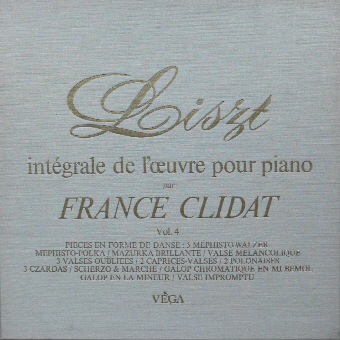 Liszt
intégrale de l'œuvre pour piano
par
FRANCE CLIDAT
Vol. 4
PIECES EN FORME DE DANSE : 3 MEPHISTO-WALZER
MEPHISTO-POLKA / MAZURKA BRILLANTE / VALSE MELANCOLIQUE
3 VALSES OUBLIEES / 2 CAPRICES-VALSES / 2 POLONAISES
3 CZARDAS / SCHERZO & MARCHE / GALOP CHROMATIQUE EN MI BEMOL
GALOP EN LA MINEUR / VALSE IMPROMPTU
VÉGA